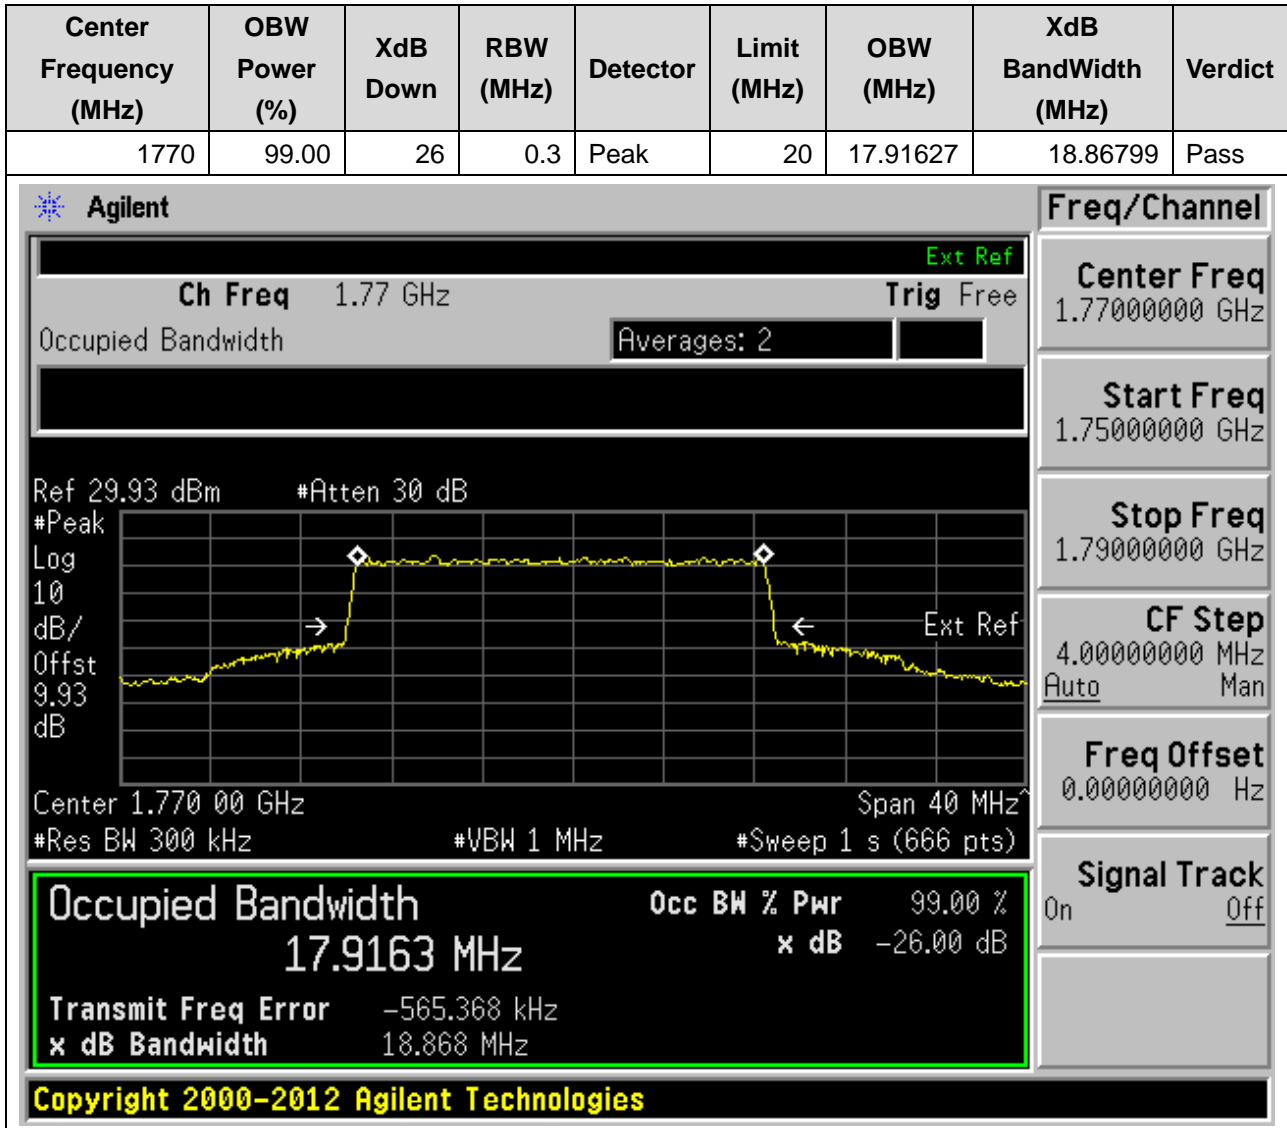 Center Frequency (MHz) OBW Power (%) XdB Down RBW (MHz) Detector Limit (MHz) OBW (MHz) XdB BandWidth (MHz) Verdict
1770 99.00 26 0.3 Peak 20 17.91627 18.86799 Pass
Agilent
Freq/Channel
Ext Ref
Ch Freq 1.77 GHz Trig Free
Occupied Bandwidth Averages: 2
Center Freq
1.77000000 GHz
Start Freq
1.75000000 GHz
Stop Freq
1.79000000 GHz
CF Step
4.00000000 MHz
Auto Man
Freq Offset
0.00000000 Hz
Signal Track
On Off
Ref 29.93 dBm #Atten 30 dB
#Peak
Log
10
dB/
Offst
9.93
dB
Ext Ref
Center 1.770 00 GHz Span 40 MHz^
#Res BW 300 kHz #VBW 1 MHz #Sweep 1 s (666 pts)
Occupied Bandwidth
17.9163 MHz
Occ BW % Pwr 99.00 %
x dB -26.00 dB
Transmit Freq Error -565.368 kHz
x dB Bandwidth 18.868 MHz
Copyright 2000-2012 Agilent Technologies